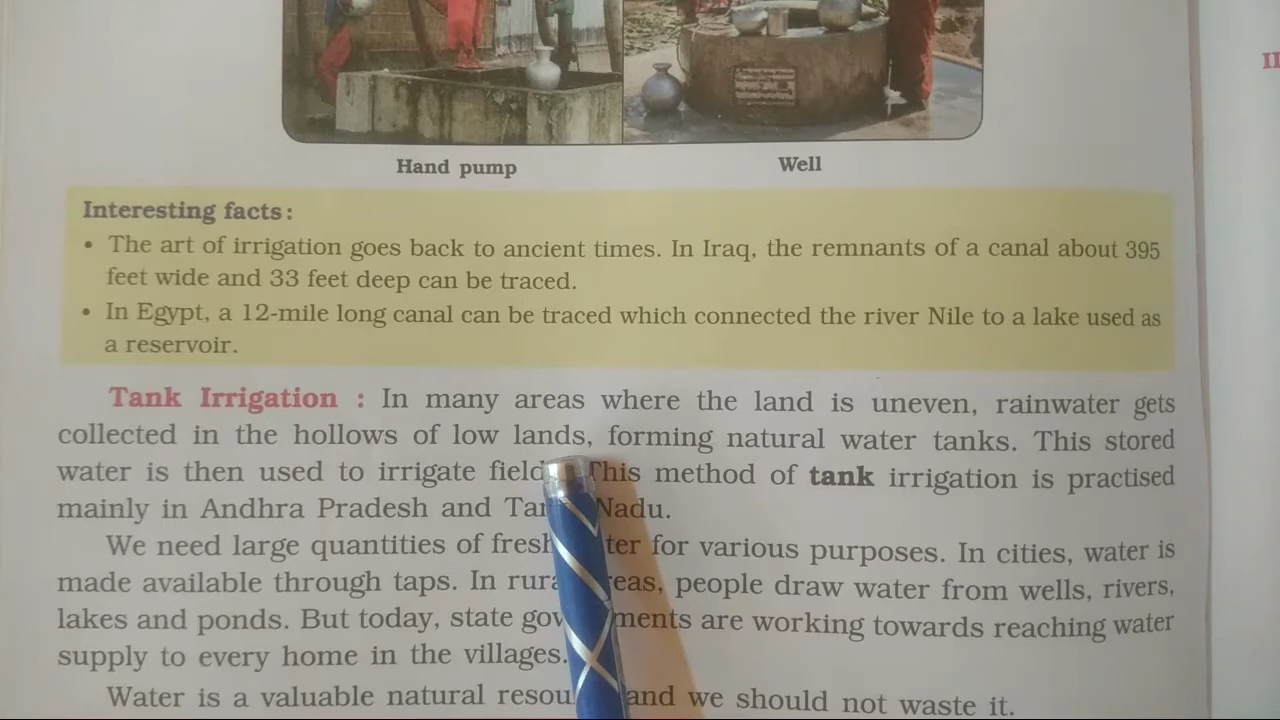 Hand pump
Well
Interesting facts:
• The art of irrigation goes back to ancient times. In Iraq, the remnants of a canal about 395
feet wide and 33 feet deep can be traced.
• In Egypt, a 12-mile long canal can be traced which connected the river Nile to a lake used as
a reservoir.
Tank Irrigation : In many areas where the land is uneven, rainwater gets
collected in the hollows of low lands, forming natural water tanks. This stored
water is then used to irrigate field This method of tank irrigation is practised
mainly in Andhra Pradesh and Nadu.
We need large quantities of fresh for various purposes. In cities, water is
made available through taps. In people draw water from wells, rivers,
lakes and ponds. But today, state are working towards reaching water
supply to every home in the villages.
Water is a valuable natural and we should not waste it.